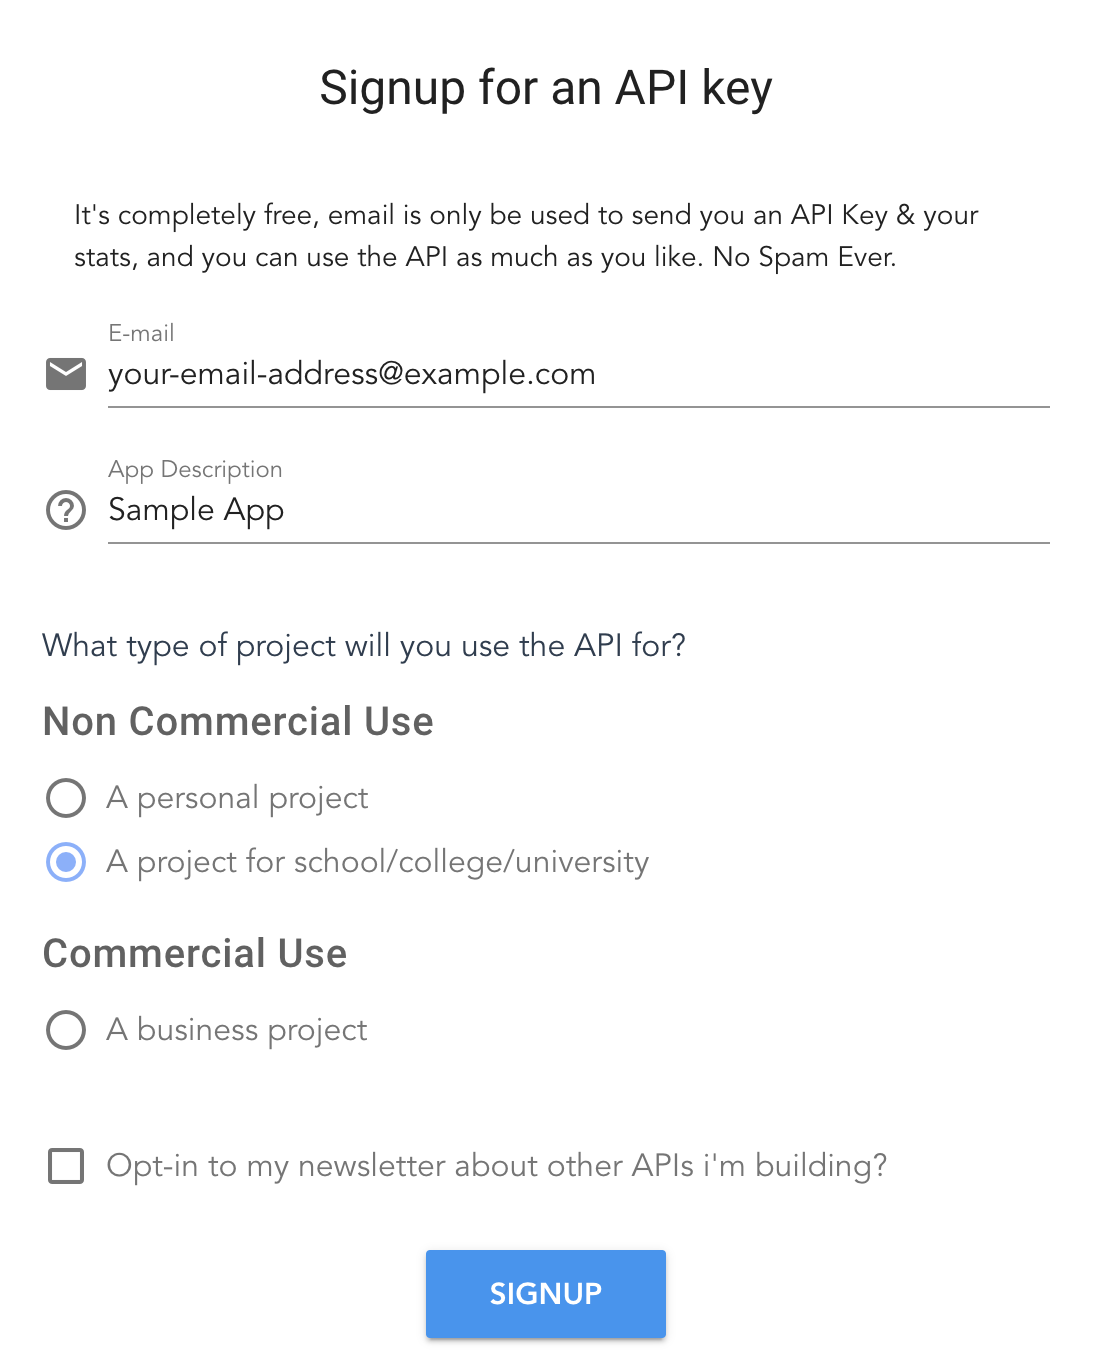 Signup for an API key
It's completely free, email is only be used to send you an API Key & your
stats, and you can use the API as much as you like. No Spam Ever.
E-mail
your-email-address@example.com
App Description
Sample App
What type of project will you use the API for?
Non Commercial Use
A personal project
A project for school/college/university
Commercial Use
A business project
Opt-in to my newsletter about other APIs i'm building?
SIGNUP